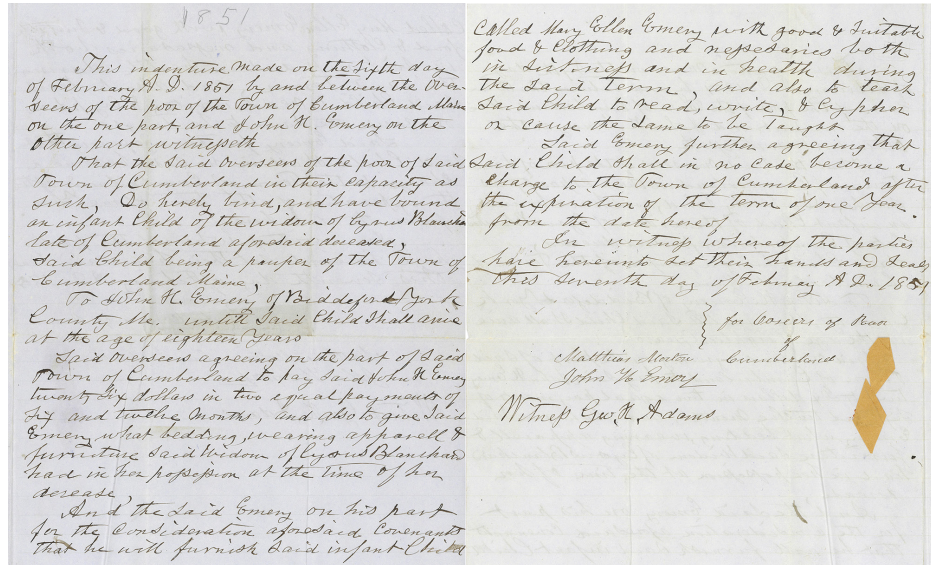 1851
This indenture made on the Sixth day
of February A.D. 1851 by and between the Over-
seers of the poor of the Town of Cumberland Maine
on the one part, and John H. Emery on the
other part witnesseth
That the Said Overseers of the poor of Said
Town of Cumberland in their capacity as
Such, Do hereby bind, and have bound
an infant Child of the widow of Cyrus Blanchard
late of Cumberland aforesaid deceased,
Said Child being a pauper of the Town of
Cumberland Maine,
To John H. Emery of Biddeford York
County Me. until Said Child Shall arive
at the age of eighteen Years
Said Overseers agreeing on the part of Said
Town of Cumberland to pay Said John H Emery
twenty Six dollars in two equal payments of
Six and twelve Months, and also to give Said
Emery what bedding, wearing apparell &
furniture Said Widow of Cyrus Blanchard
had in her possession at the time of her
decease,
And the Said Emery on his part
for the Consideration aforesaid Covenants
that he will furnish Said infant Child
Called Mary Ellen Emery with good & Suitable
food & Clothing and nessesaries both
in Sickness and in health during
the Said term, and also to teach
Said Child to read, write, & Cypher
or cause the Same to be taught
Said Emery further agreeing that
Said Child Shall in no case become a
Charge to the Town of Cumberland after
the expiration of the term of one Year
from the date hereof
In witness whereof the parties
have hereunto Set their hands and Seals
this Seventh day of February A.D. 1851
for Overseers of Poor
of
Matthias Morton Cumberland
John H Emery
Witness Geo. H. Adams